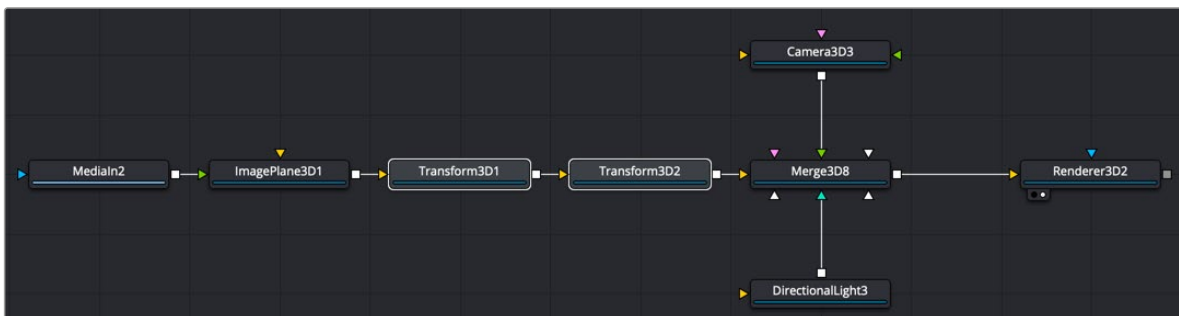 Camera3D3
MediaIn2
ImagePlane3D1
Transform3D1
Transform3D2
Merge3D8
Renderer3D2
DirectionalLight3